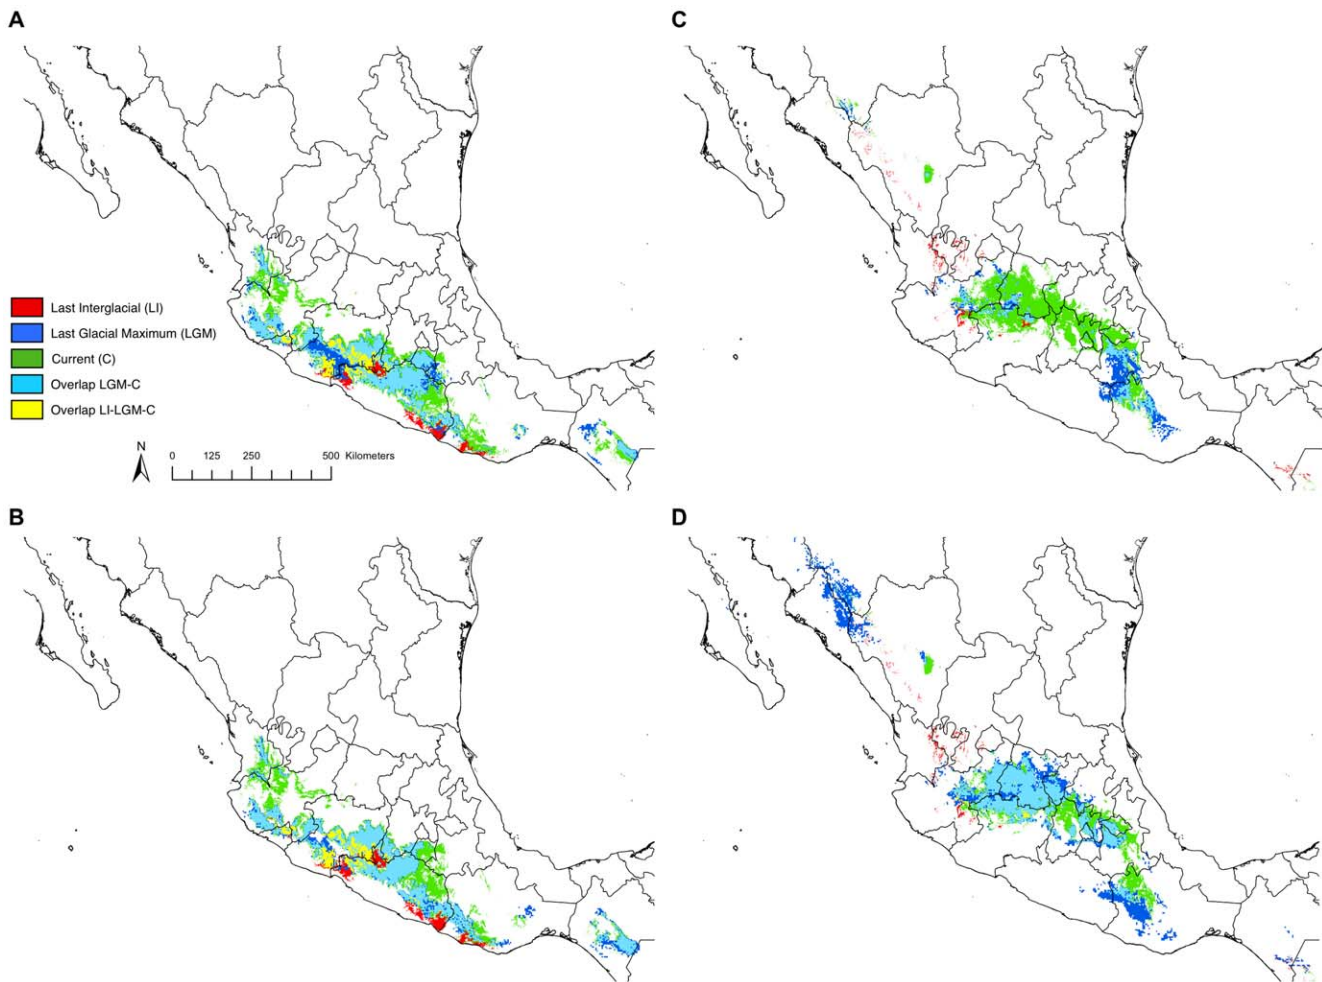 A
C
Last Interglacial (LI)
Last Glacial Maximum (LGM)
Current (C)
Overlap LGM-C
Overlap LI-LGM-C
N
0 125 250 500 Kilometers
B
D